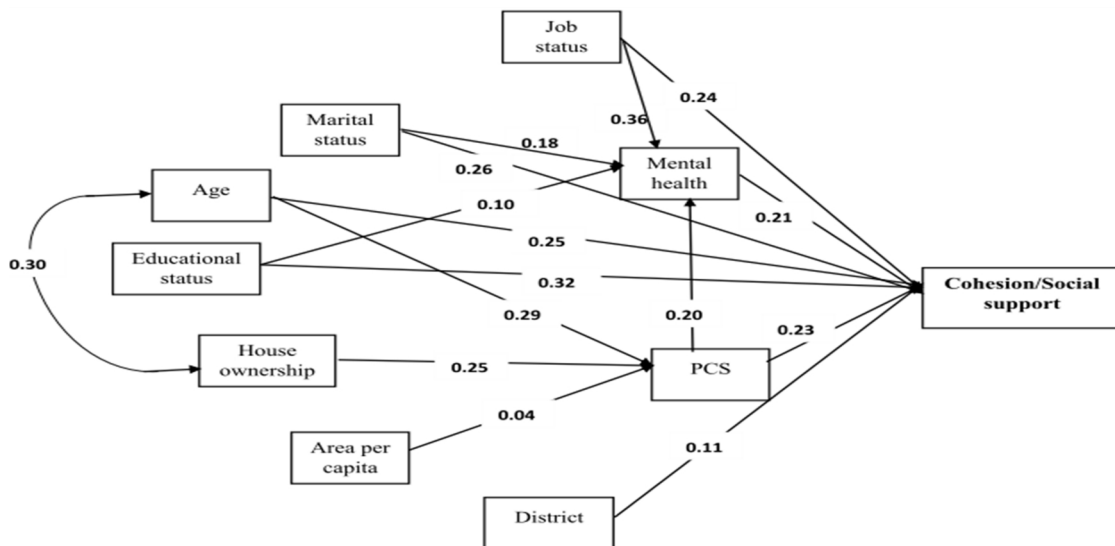 Job
status
0.24
Marital
status
0.36
0.18
Mental
health
0.26
Age
0.10
0.21
0.25
Educational
status
0.30
0.32
Cohesion/Social
support
0.29
0.20
0.23
House
ownership
0.25
PCS
0.04
Area per
capita
0.11
District